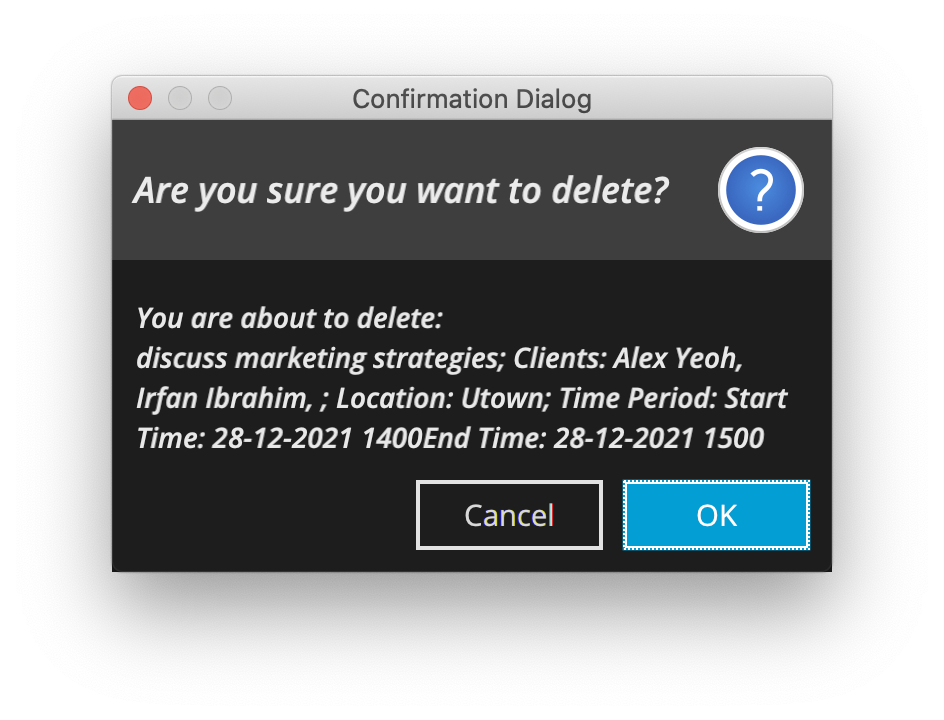 Confirmation Dialog
Are you sure you want to delete?
?
You are about to delete:
discuss marketing strategies; Clients: Alex Yeoh,
Irfan Ibrahim, ; Location: Utown; Time Period: Start
Time: 28-12-2021 1400End Time: 28-12-2021 1500
Cancel
OK